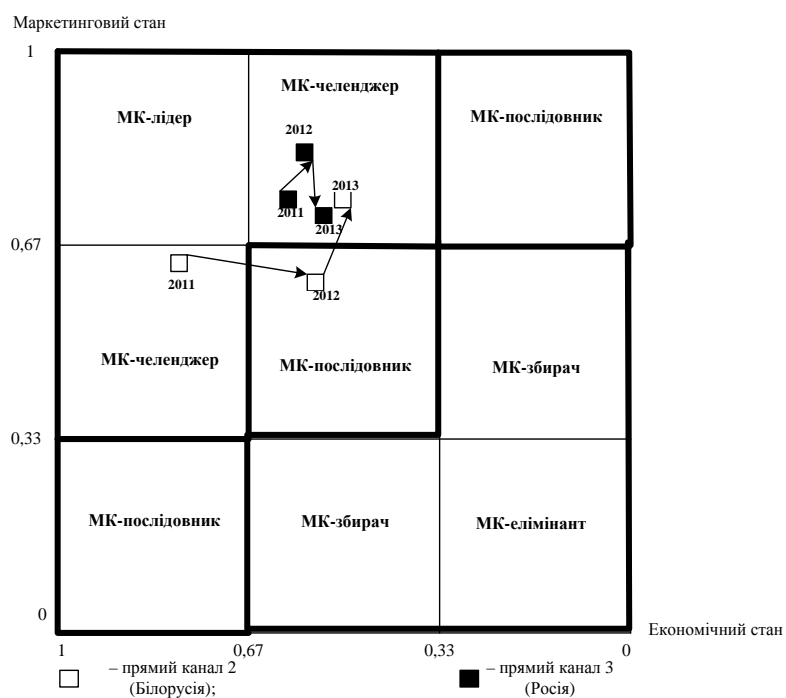 Маркетинговий стан
1
МК-лідер
МК-челенджер
МК-послідовник
2012
2011
2013
2013
0,67
2011
2012
МК-челенджер
МК-послідовник
МК-збирач
0,33
МК-послідовник
МК-збирач
МК-елімінант
0
Економічний стан
1
0,67
0,33
0
– прямий канал 2
(Білорусія);
– прямий канал 3
(Росія)